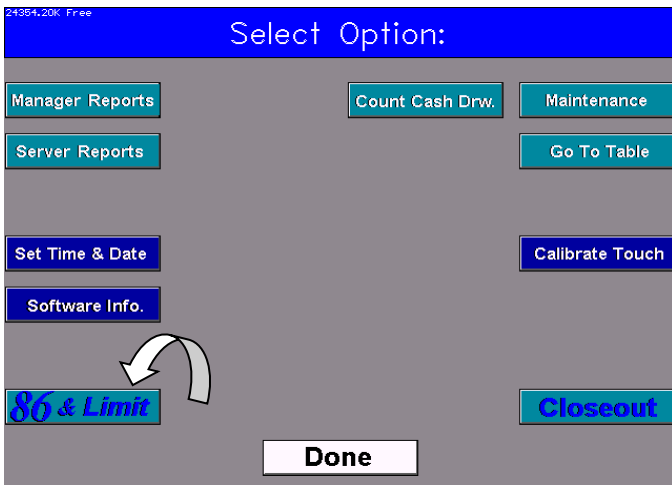 24354.20K Free
Select Option:
Manager Reports
Count Cash Drw.
Maintenance
Server Reports
Go To Table
Set Time & Date
Calibrate Touch
Software Info.
86 & Limit
Closeout
Done